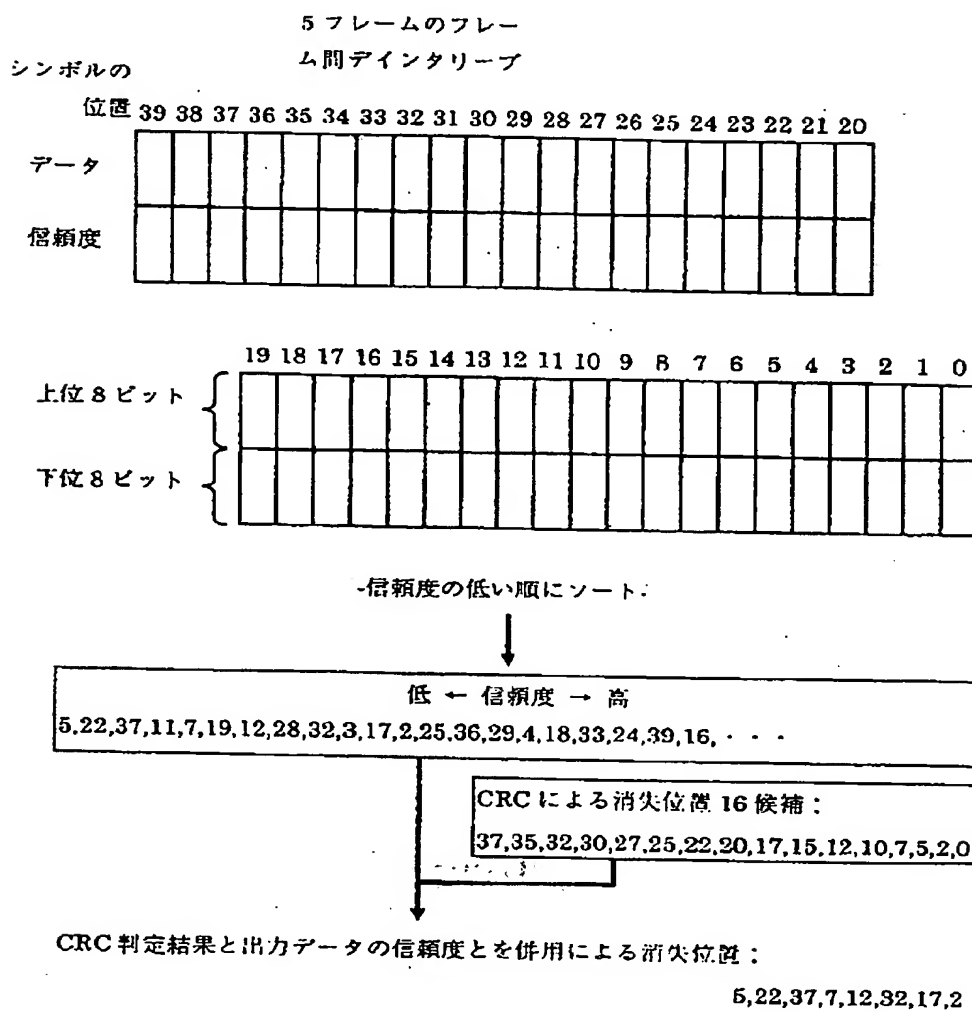 5 フレームのフレー
ム間デインタリーブ
シンボルの
位置 39 38 37 36 35 34 33 32 31 30 29 28 27 26 25 24 23 22 21 20
データ
信頼度
19 18 17 16 15 14 13 12 11 10 9 8 7 6 5 4 3 2 1 0
上位 8 ビット
下位 8 ビット
信頼度の低い順にソート
低 ← 信頼度 → 高
5,22,37,11,7,19,12,28,32,3,17,2,25,36,29,4,18,33,24,39,16,・・・
CRC による消失位置 16 候補：
37,35,32,30,27,25,22,20,17,15,12,10,7,5,2,0
CRC 判定結果と出力データの信頼度とを併用による消失位置：
5,22,37,7,12,32,17,2